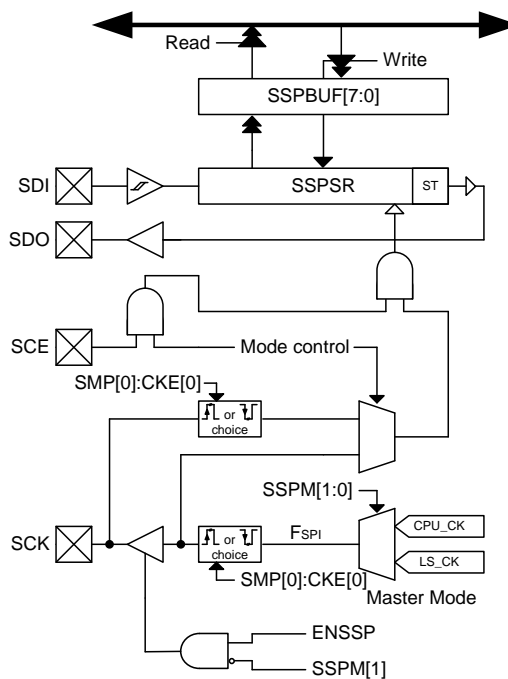 Read
Write
SSPBUF[7:0]
SDI
SSPSR
ST
SDO
SCE
Mode control
SMP[0]:CKE[0]
or
choice
SSPM[1:0]
CPU_CK
SCK
or
choice
FSPI
LS_CK
SMP[0]:CKE[0]
Master Mode
ENSSP
SSPM[1]